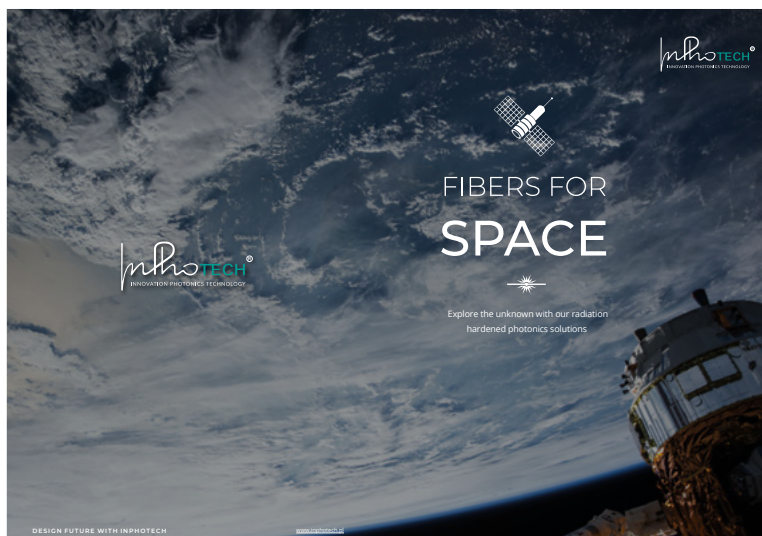 InPhoTECH®
INNOVATION PHOTONICS TECHNOLOGY
FIBERS FOR
SPACE
Explore the unknown with our radiation
hardened photonics solutions
InPhoTECH®
INNOVATION PHOTONICS TECHNOLOGY
DESIGN FUTURE WITH INPHOTECH
www.inphotech.pl